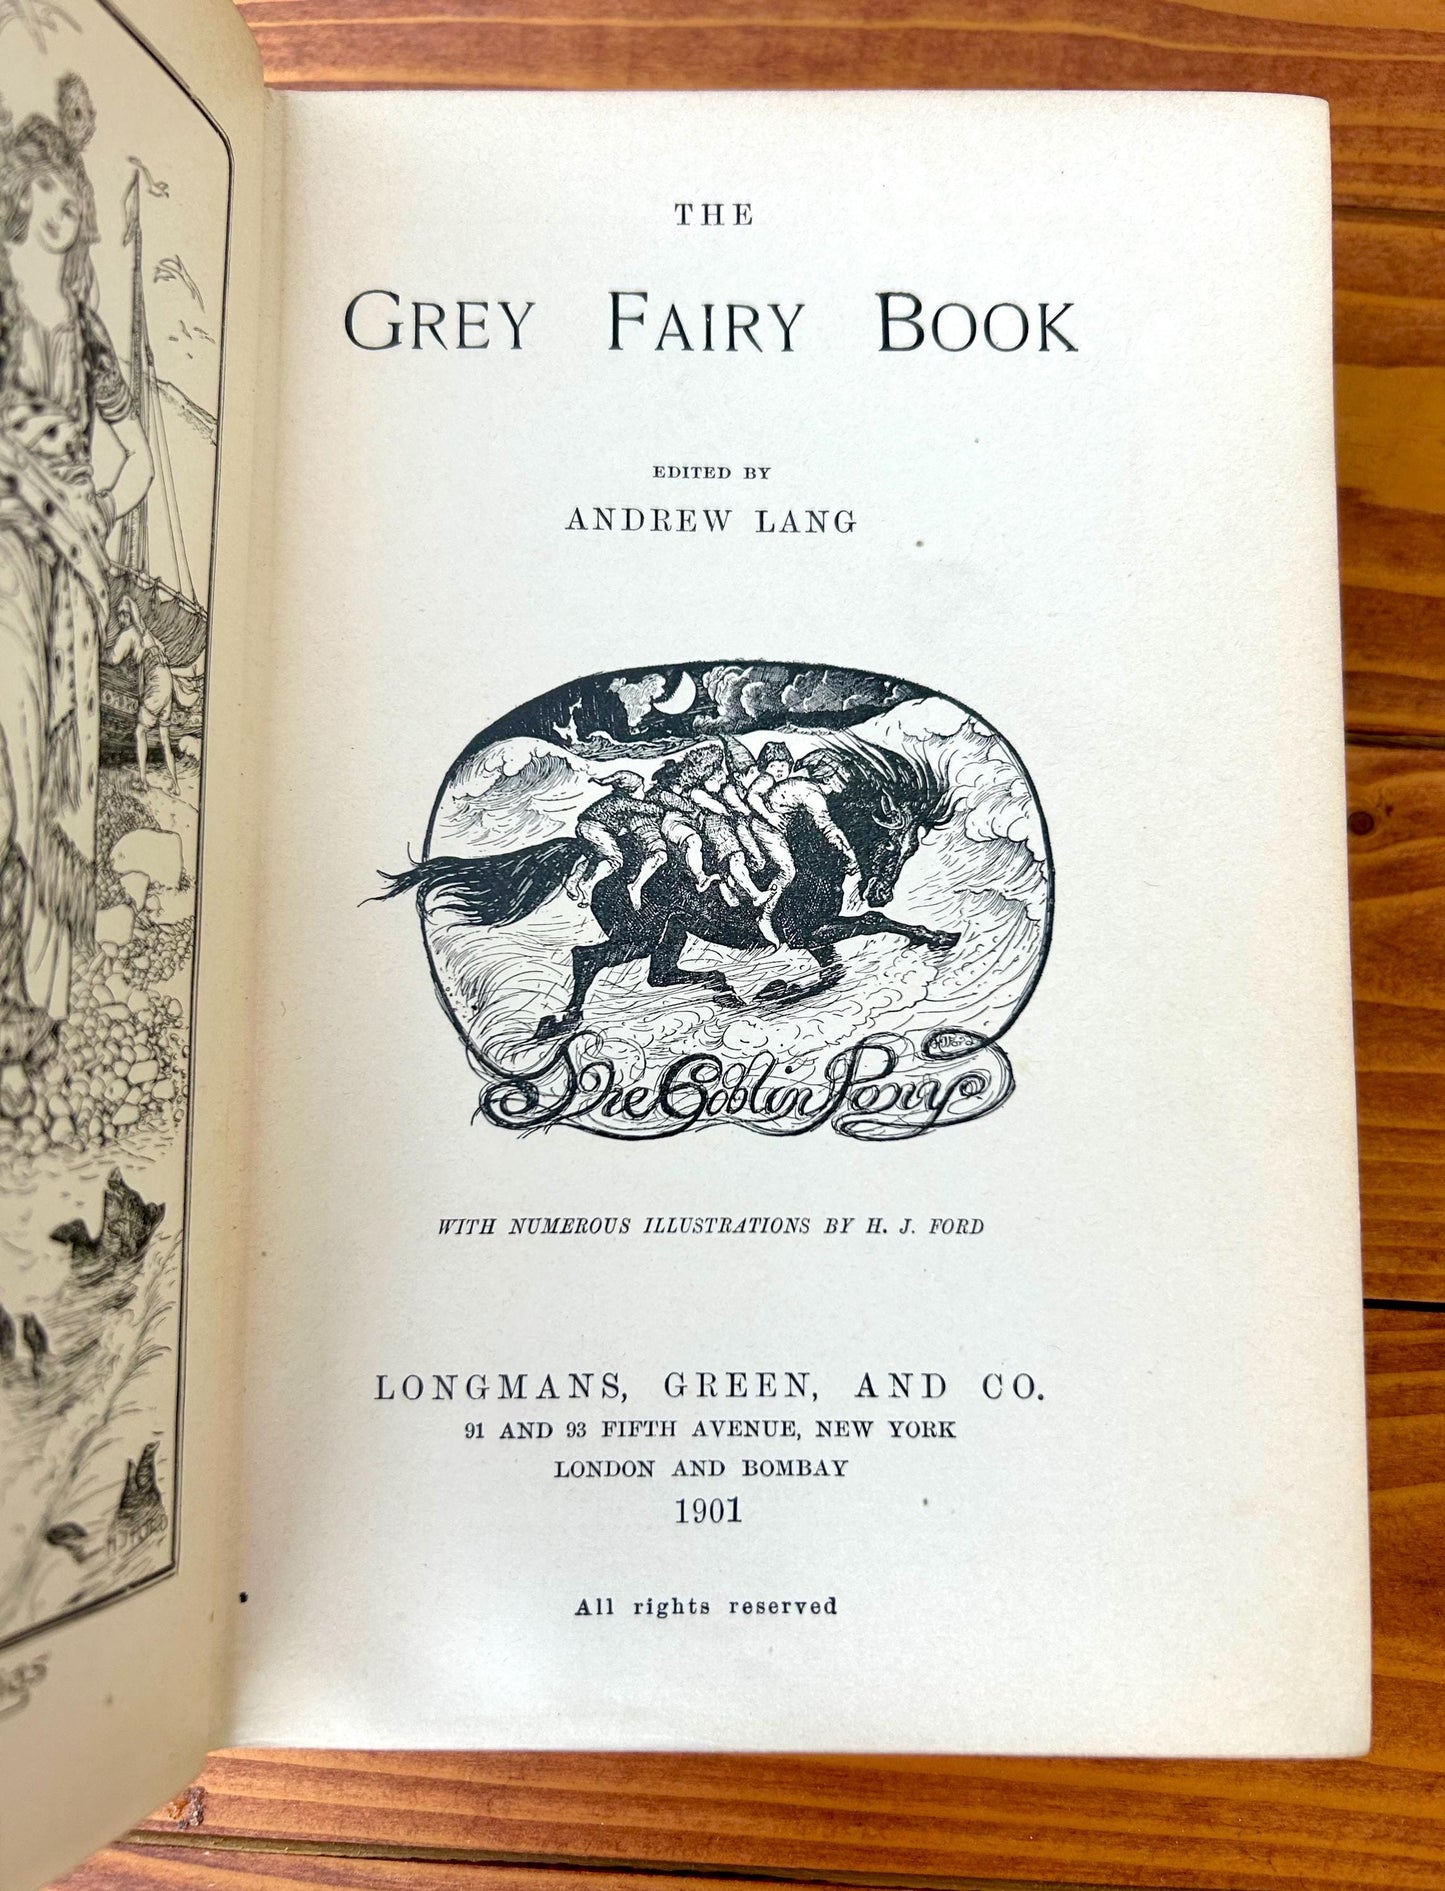 THE
GREY FAIRY BOOK
EDITED BY
ANDREW LANG
The Goblin Pony
WITH NUMEROUS ILLUSTRATIONS BY H. J. FORD
LONGMANS, GREEN, AND CO.
91 AND 93 FIFTH AVENUE, NEW YORK
LONDON AND BOMBAY
1901
All rights reserved